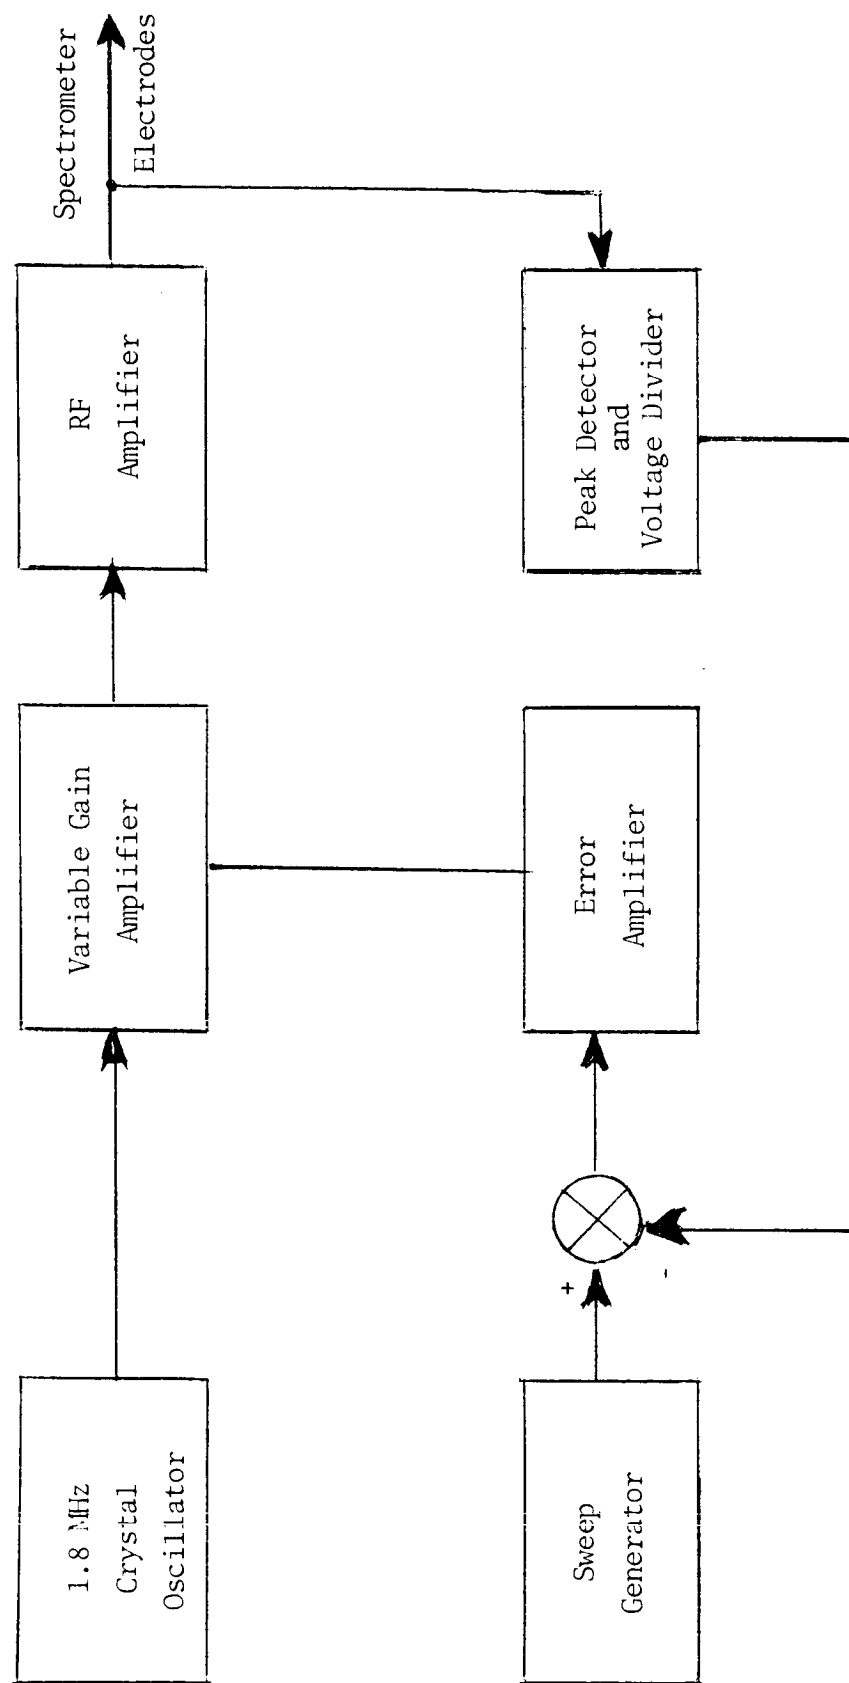 1.8 MHz
Crystal
Oscillator
Variable Gain
Amplifier
RF
Amplifier
Spectrometer
Electrodes
Sweep
Generator
+
-
Error
Amplifier
Peak Detector
and
Voltage Divider